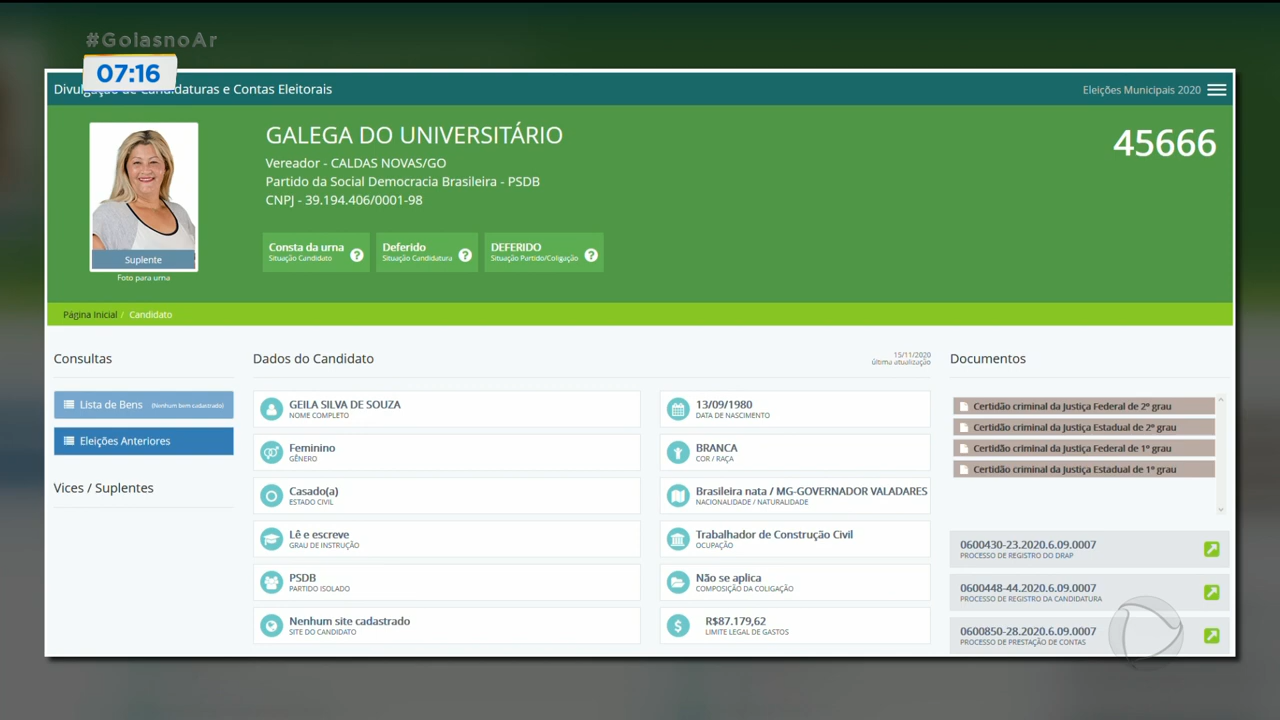 #GoiasnoAr
07:16
Divulgação de Candidaturas e Contas Eleitorais
Eleições Municipais 2020
GALEGA DO UNIVERSITÁRIO
45666
Vereador - CALDAS NOVAS/GO
Partido da Social Democracia Brasileira - PSDB
CNPJ - 39.194.406/0001-98
Consta da urna
Situação Candidato
?
Deferido
Situação Candidatura
?
DEFERIDO
Situação Partido/Coligação
?
Suplente
Foto para urna
Página Inicial / Candidato
Consultas
Lista de Bens (Nenhum bem cadastrado)
Eleições Anteriores
Vices / Suplentes
Dados do Candidato
15/11/2020
última atualização
GEILA SILVA DE SOUZA
NOME COMPLETO
13/09/1980
DATA DE NASCIMENTO
Feminino
GÊNERO
BRANCA
COR / RAÇA
Casado(a)
ESTADO CIVIL
Brasileira nata / MG-GOVERNADOR VALADARES
NACIONALIDADE / NATURALIDADE
Lê e escreve
GRAU DE INSTRUÇÃO
Trabalhador de Construção Civil
OCUPAÇÃO
PSDB
PARTIDO ISOLADO
Não se aplica
COMPOSIÇÃO DA COLIGAÇÃO
Nenhum site cadastrado
SITE DO CANDIDATO
R$87.179,62
LIMITE LEGAL DE GASTOS
Documentos
Certidão criminal da Justiça Federal de 2º grau
Certidão criminal da Justiça Estadual de 2º grau
Certidão criminal da Justiça Federal de 1º grau
Certidão criminal da Justiça Estadual de 1º grau
0600430-23.2020.6.09.0007
PROCESSO DE REGISTRO DO DRAP
0600448-44.2020.6.09.0007
PROCESSO DE REGISTRO DA CANDIDATURA
0600850-28.2020.6.09.0007
PROCESSO DE PRESTAÇÃO DE CONTAS